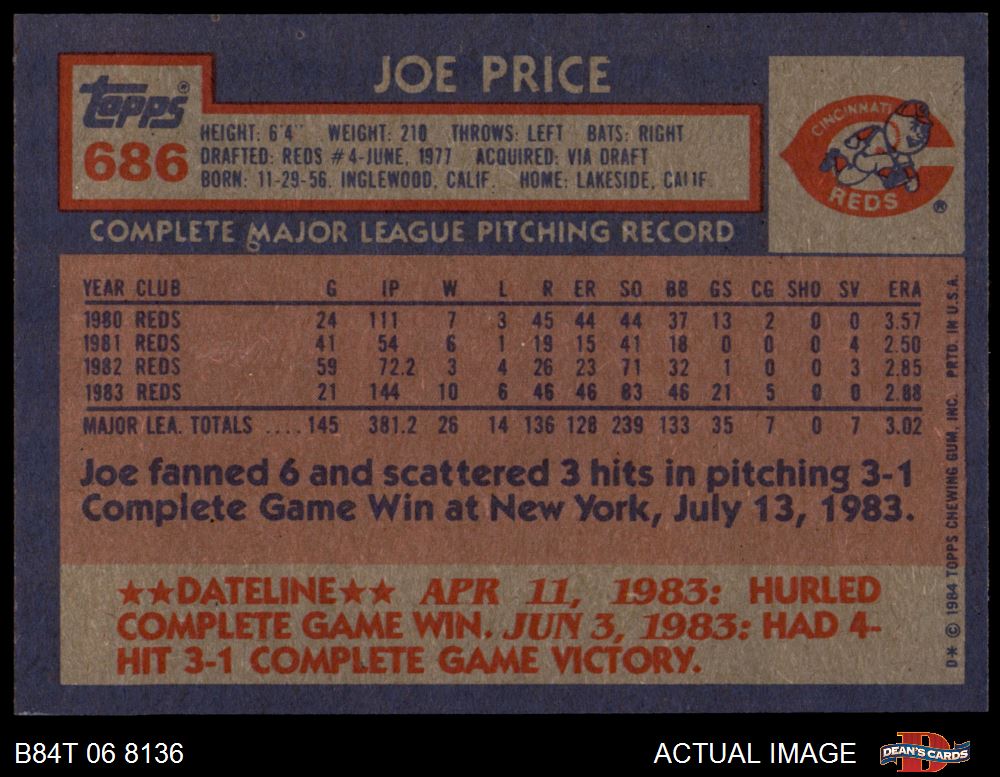 JOE PRICE
Topps®
686
HEIGHT: 6'4" WEIGHT: 210 THROWS: LEFT BATS: RIGHT
DRAFTED: REDS #4-JUNE, 1977 ACQUIRED: VIA DRAFT
BORN: 11-29-56, INGLEWOOD, CALIF. HOME: LAKESIDE, CALIF.
CINCINNATI
REDS
®
COMPLETE MAJOR LEAGUE PITCHING RECORD
YEAR CLUB G IP W L R ER SO BB GS CG SHO SV ERA
1980 REDS 24 111 7 3 45 44 44 37 13 2 0 0 3.57
1981 REDS 41 54 6 1 19 15 41 18 0 0 0 4 2.50
1982 REDS 59 72.2 3 4 26 23 71 32 1 0 0 3 2.85
1983 REDS 21 144 10 6 46 46 83 46 21 5 0 0 2.88
MAJOR LEA. TOTALS .... 145 381.2 26 14 136 128 239 133 35 7 0 7 3.02
Joe fanned 6 and scattered 3 hits in pitching 3-1
Complete Game Win at New York, July 13, 1983.
★★DATELINE★★ APR 11, 1983: HURLED
COMPLETE GAME WIN. JUN 3, 1983: HAD 4-
HIT 3-1 COMPLETE GAME VICTORY.
D* © 1984 TOPPS CHEWING GUM, INC. PRTD. IN U.S.A.
B84T 06 8136
ACTUAL IMAGE
D
DEAN'S CARDS